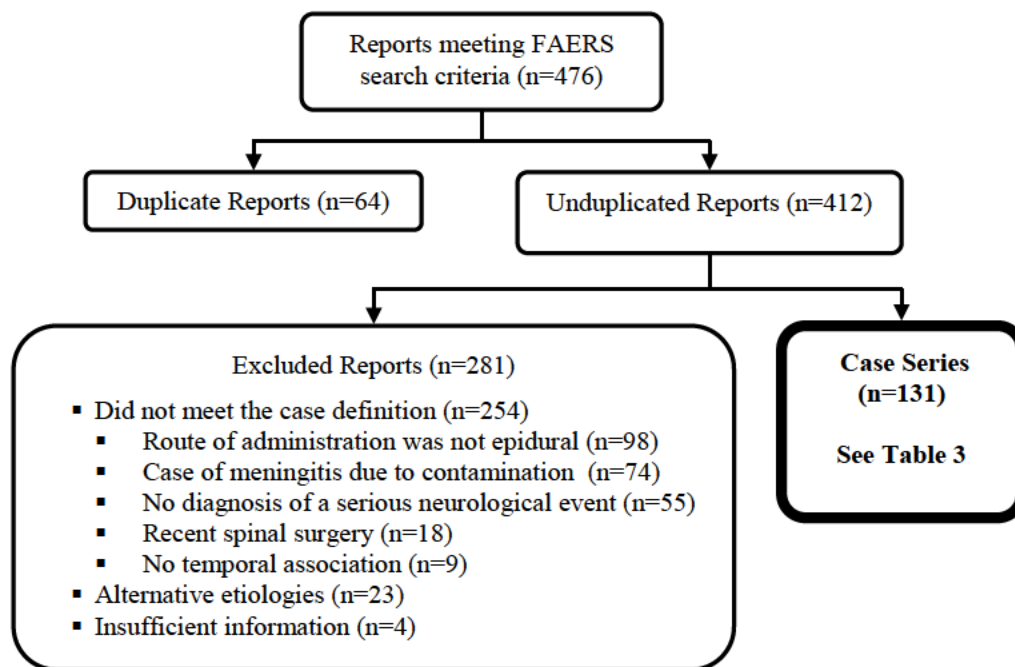 Reports meeting FAERS
search criteria (n=476)
Duplicate Reports (n=64)
Unduplicated Reports (n=412)
Excluded Reports (n=281)
▪ Did not meet the case definition (n=254)
▪ Route of administration was not epidural (n=98)
▪ Case of meningitis due to contamination (n=74)
▪ No diagnosis of a serious neurological event (n=55)
▪ Recent spinal surgery (n=18)
▪ No temporal association (n=9)
▪ Alternative etiologies (n=23)
▪ Insufficient information (n=4)
Case Series
(n=131)
See Table 3